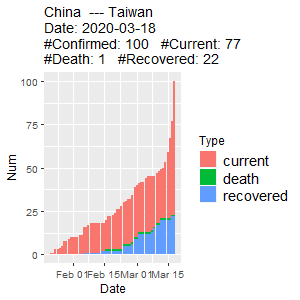 China  --- Taiwan
Date: 2020-03-18
#Confirmed: 100   #Current: 77
#Death: 1   #Recovered: 22
Num
100
75
50
25
0
Feb 01 Feb 15 Mar 01 Mar 15
Date
Type
current
death
recovered